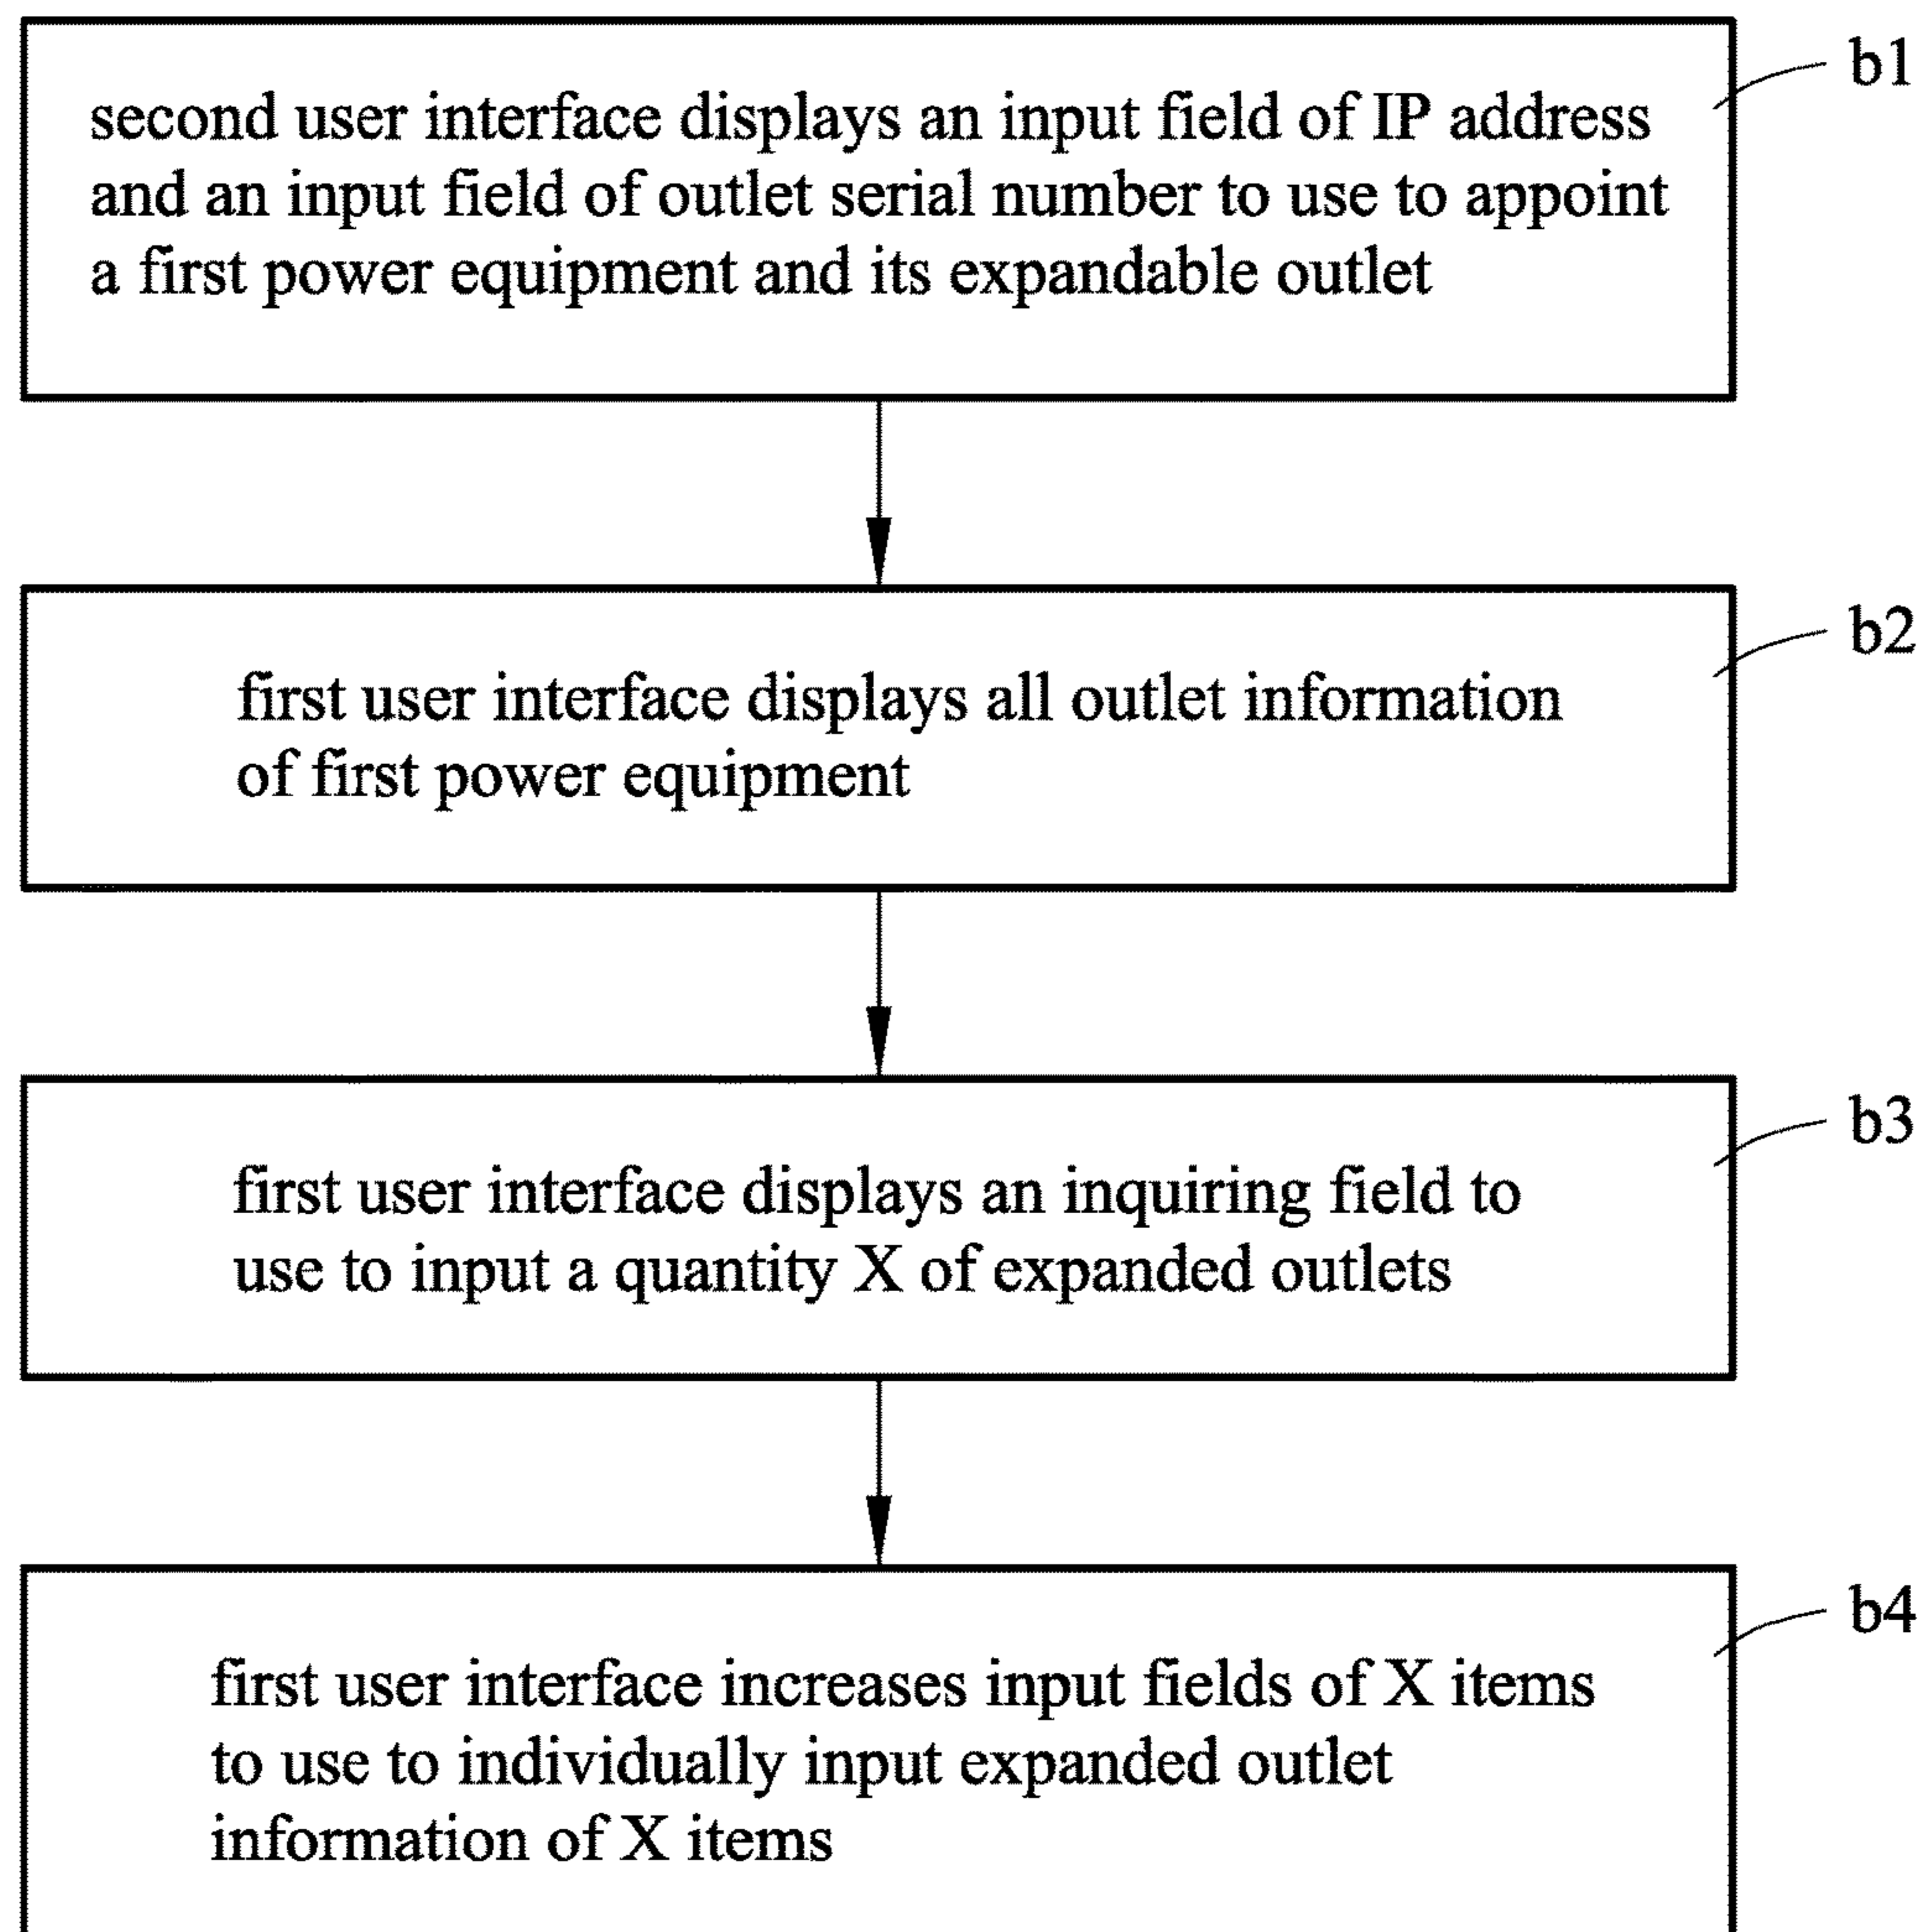 b1
second user interface displays an input field of IP address
and an input field of outlet serial number to use to appoint
a first power equipment and its expandable outlet
b2
first user interface displays all outlet information
of first power equipment
b3
first user interface displays an inquiring field to
use to input a quantity X of expanded outlets
b4
first user interface increases input fields of X items
to use to individually input expanded outlet
information of X items